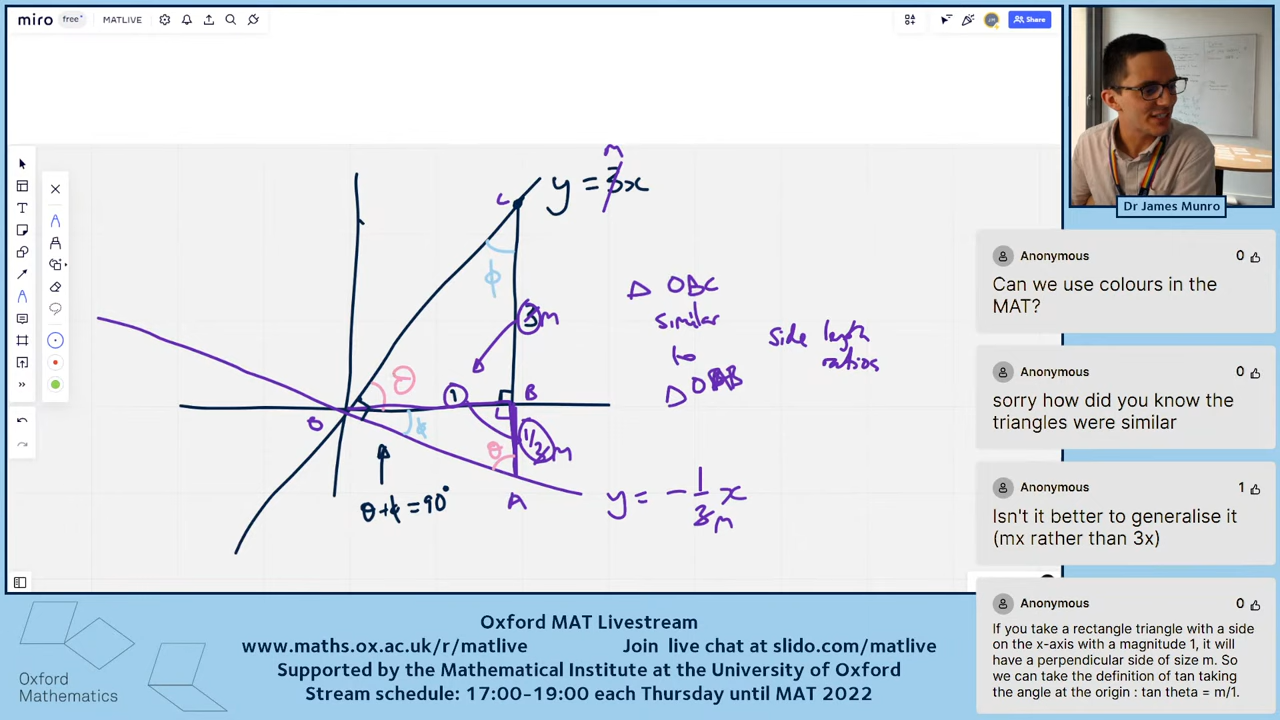 miro free MATLIVE Share
m
C y = 3x
ϕ
△ OBC
3m similar
side length
to ratios
θ 1 B △ OAB
O ϕ 1/3m
θ
θ+ϕ=90° A y = -1/3 x
m
Dr James Munro
Anonymous 0
Can we use colours in the
MAT?
Anonymous 0
sorry how did you know the
triangles were similar
Anonymous 1
Isn't it better to generalise it
(mx rather than 3x)
Anonymous 0
If you take a rectangle triangle with a side
on the x-axis with a magnitude 1, it will
have a perpendicular side of size m. So
we can take the definition of tan taking
the angle at the origin : tan theta = m/1.
Oxford
Mathematics
Oxford MAT Livestream
www.maths.ox.ac.uk/r/matlive Join live chat at slido.com/matlive
Supported by the Mathematical Institute at the University of Oxford
Stream schedule: 17:00-19:00 each Thursday until MAT 2022